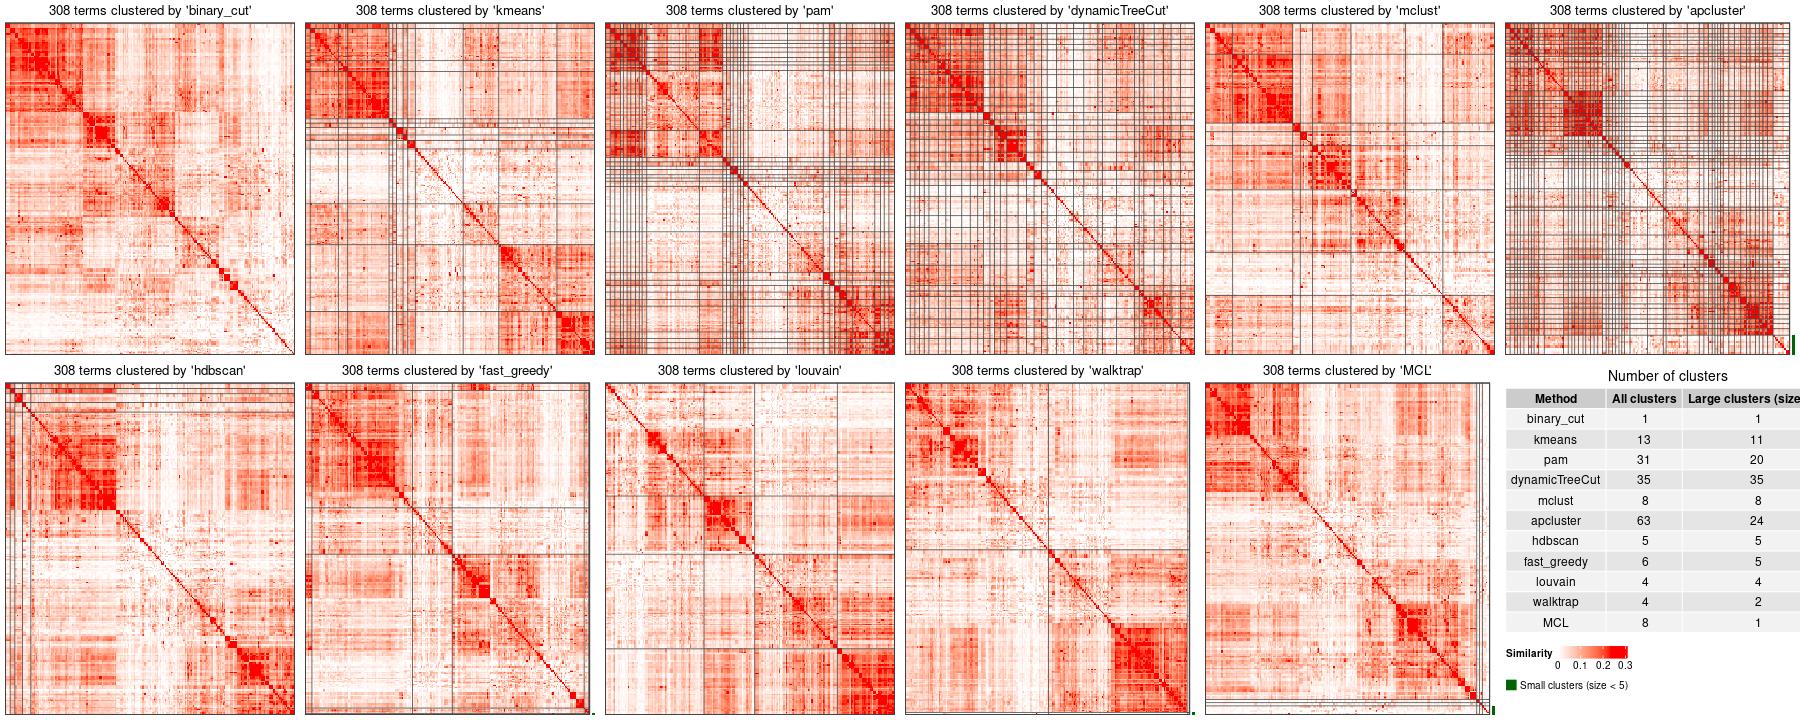 308 terms clustered by 'binary_cut'
308 terms clustered by 'kmeans'
308 terms clustered by 'pam'
308 terms clustered by 'dynamicTreeCut'
308 terms clustered by 'mclust'
308 terms clustered by 'apcluster'
308 terms clustered by 'hdbscan'
308 terms clustered by 'fast_greedy'
308 terms clustered by 'louvain'
308 terms clustered by 'walktrap'
308 terms clustered by 'MCL'
Number of clusters
Method All clusters Large clusters (size
binary_cut 1 1
kmeans 13 11
pam 31 20
dynamicTreeCut 35 35
mclust 8 8
apcluster 63 24
hdbscan 5 5
fast_greedy 6 5
louvain 4 4
walktrap 4 2
MCL 8 1
Similarity
0 0.1 0.2 0.3
Small clusters (size < 5)